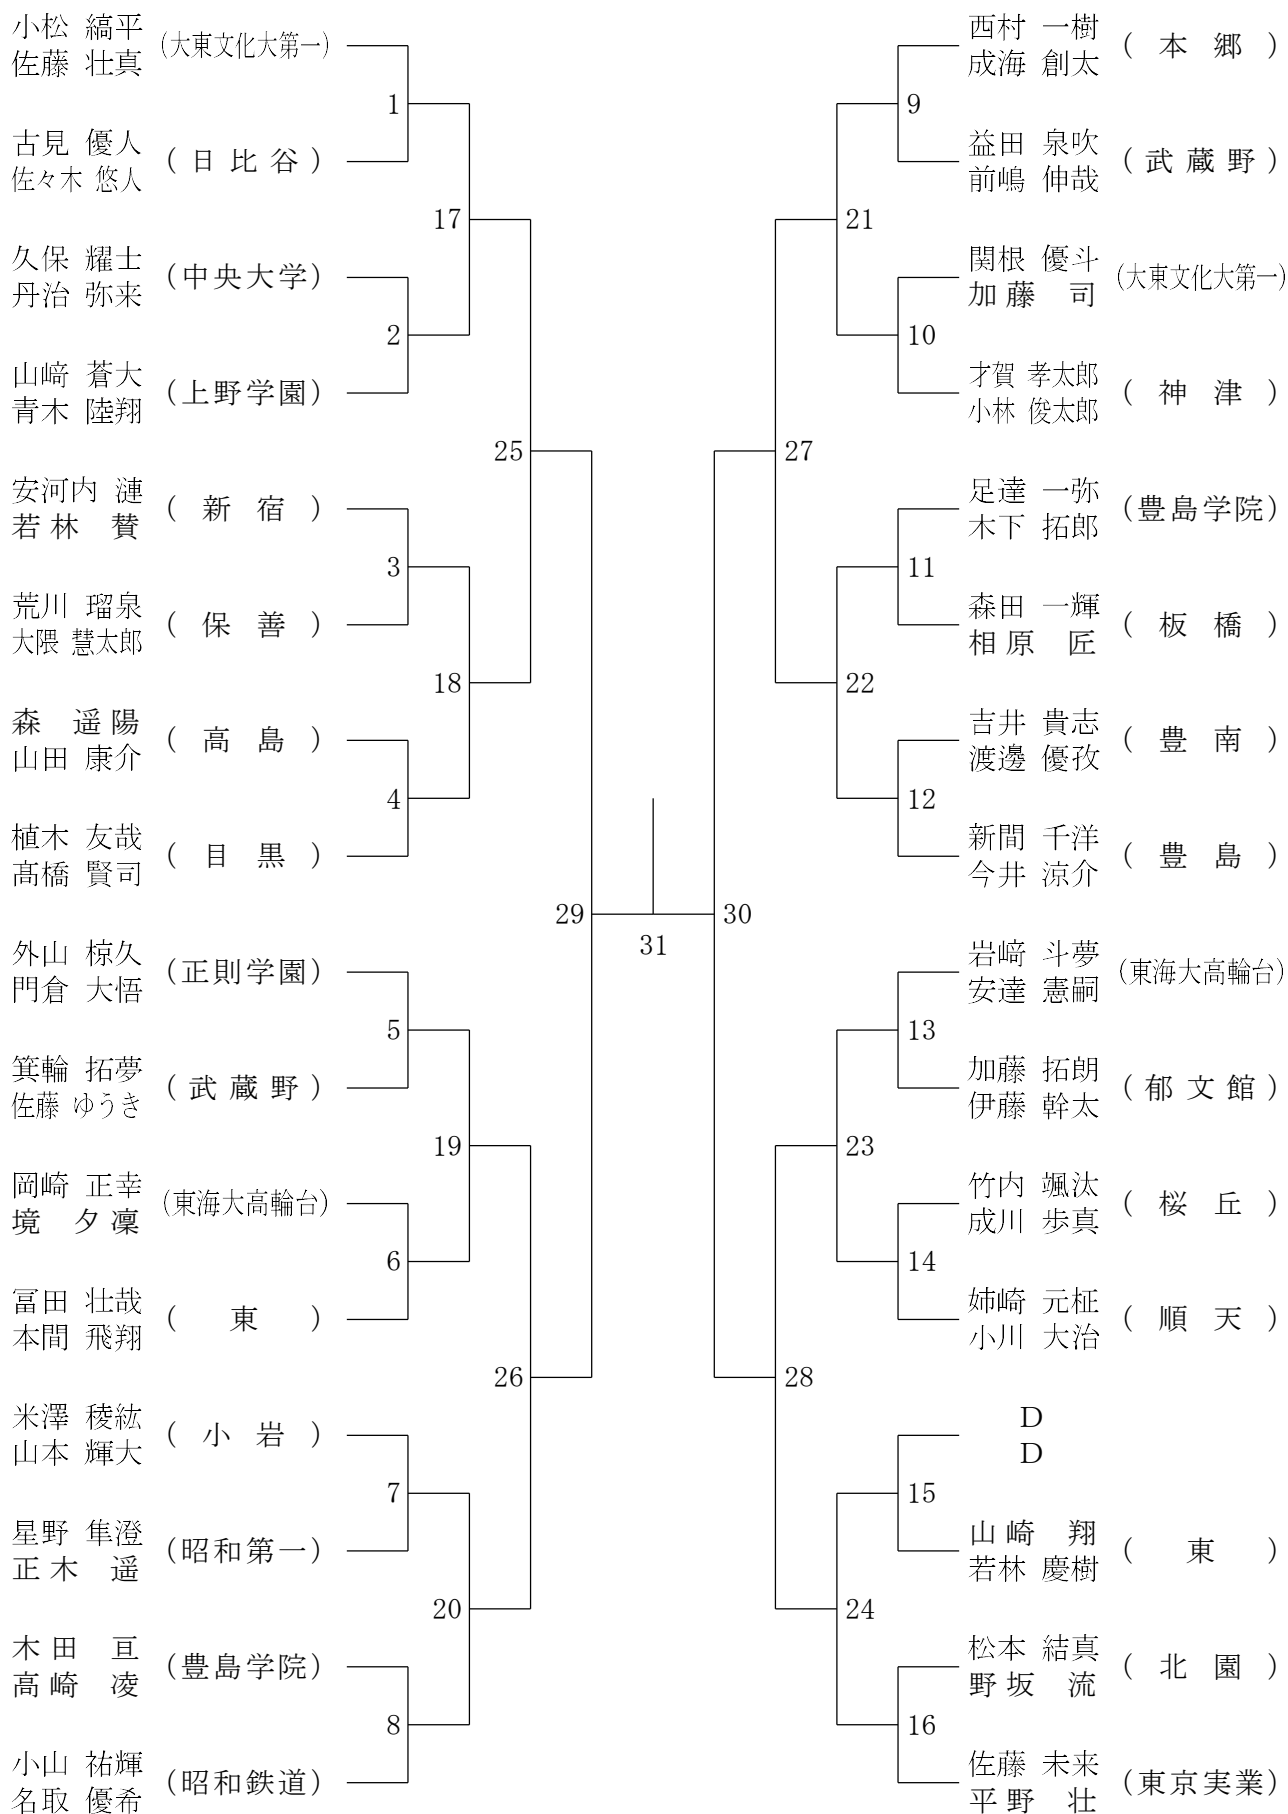 小松 縞平
佐藤 壮真
(大東文化大第一)
1
古見 優人
佐々木 悠人
(日比谷)
17
久保 耀士
丹治 弥来
(中央大学)
2
山﨑 蒼大
青木 陸翔
(上野学園)
25
安河内 漣
若林 賛
(新宿)
3
荒川 瑠泉
大隈 慧太郎
(保善)
18
森 遥陽
山田 康介
(高島)
4
植木 友哉
髙橋 賢司
(目黒)
29
外山 椋久
門倉 大悟
(正則学園)
5
箕輪 拓夢
佐藤 ゆうき
(武蔵野)
19
岡崎 正幸
境 夕凜
(東海大高輪台)
6
冨田 壮哉
本間 飛翔
(東)
26
米澤 稜紘
山本 輝大
(小岩)
7
星野 隼澄
正木 遥
(昭和第一)
20
木田 亘
高崎 凌
(豊島学院)
8
小山 祐輝
名取 優希
(昭和鉄道)
31
西村 一樹
成海 創太
(本郷)
9
益田 泉吹
前嶋 伸哉
(武蔵野)
21
関根 優斗
加藤 司
(大東文化大第一)
10
才賀 孝太郎
小林 俊太郎
(神津)
27
足達 一弥
木下 拓郎
(豊島学院)
11
森田 一輝
相原 匠
(板橋)
22
吉井 貴志
渡邊 優孜
(豊南)
12
新間 千洋
今井 涼介
(豊島)
30
岩﨑 斗夢
安達 憲嗣
(東海大高輪台)
13
加藤 拓朗
伊藤 幹太
(郁文館)
23
竹内 颯汰
成川 歩真
(桜丘)
14
姉崎 元柾
小川 大治
(順天)
28
D
D
15
山崎 翔
若林 慶樹
(東)
24
松本 結真
野坂 流
(北園)
16
佐藤 未来
平野 壮
(東京実業)